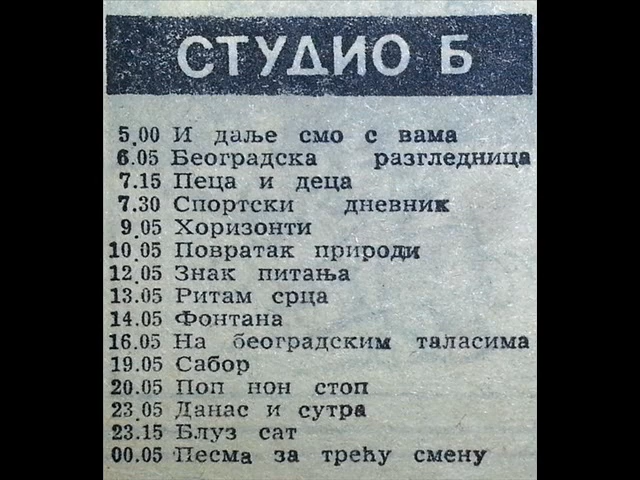 СТУДИО Б
5.00 И даље смо с вама
6.05 Београдска разгледница
7.15 Пеца и деца
7.30 Спортски дневник
9.05 Хоризонти
10.05 Повратак природи
12.05 Знак питања
13.05 Ритам срца
14.05 Фонтана
16.05 На београдским таласима
19.05 Сабор
20.05 Поп нон стоп
23.05 Данас и сутра
23.15 Блуз сат
00.05 Песма за трећу смену